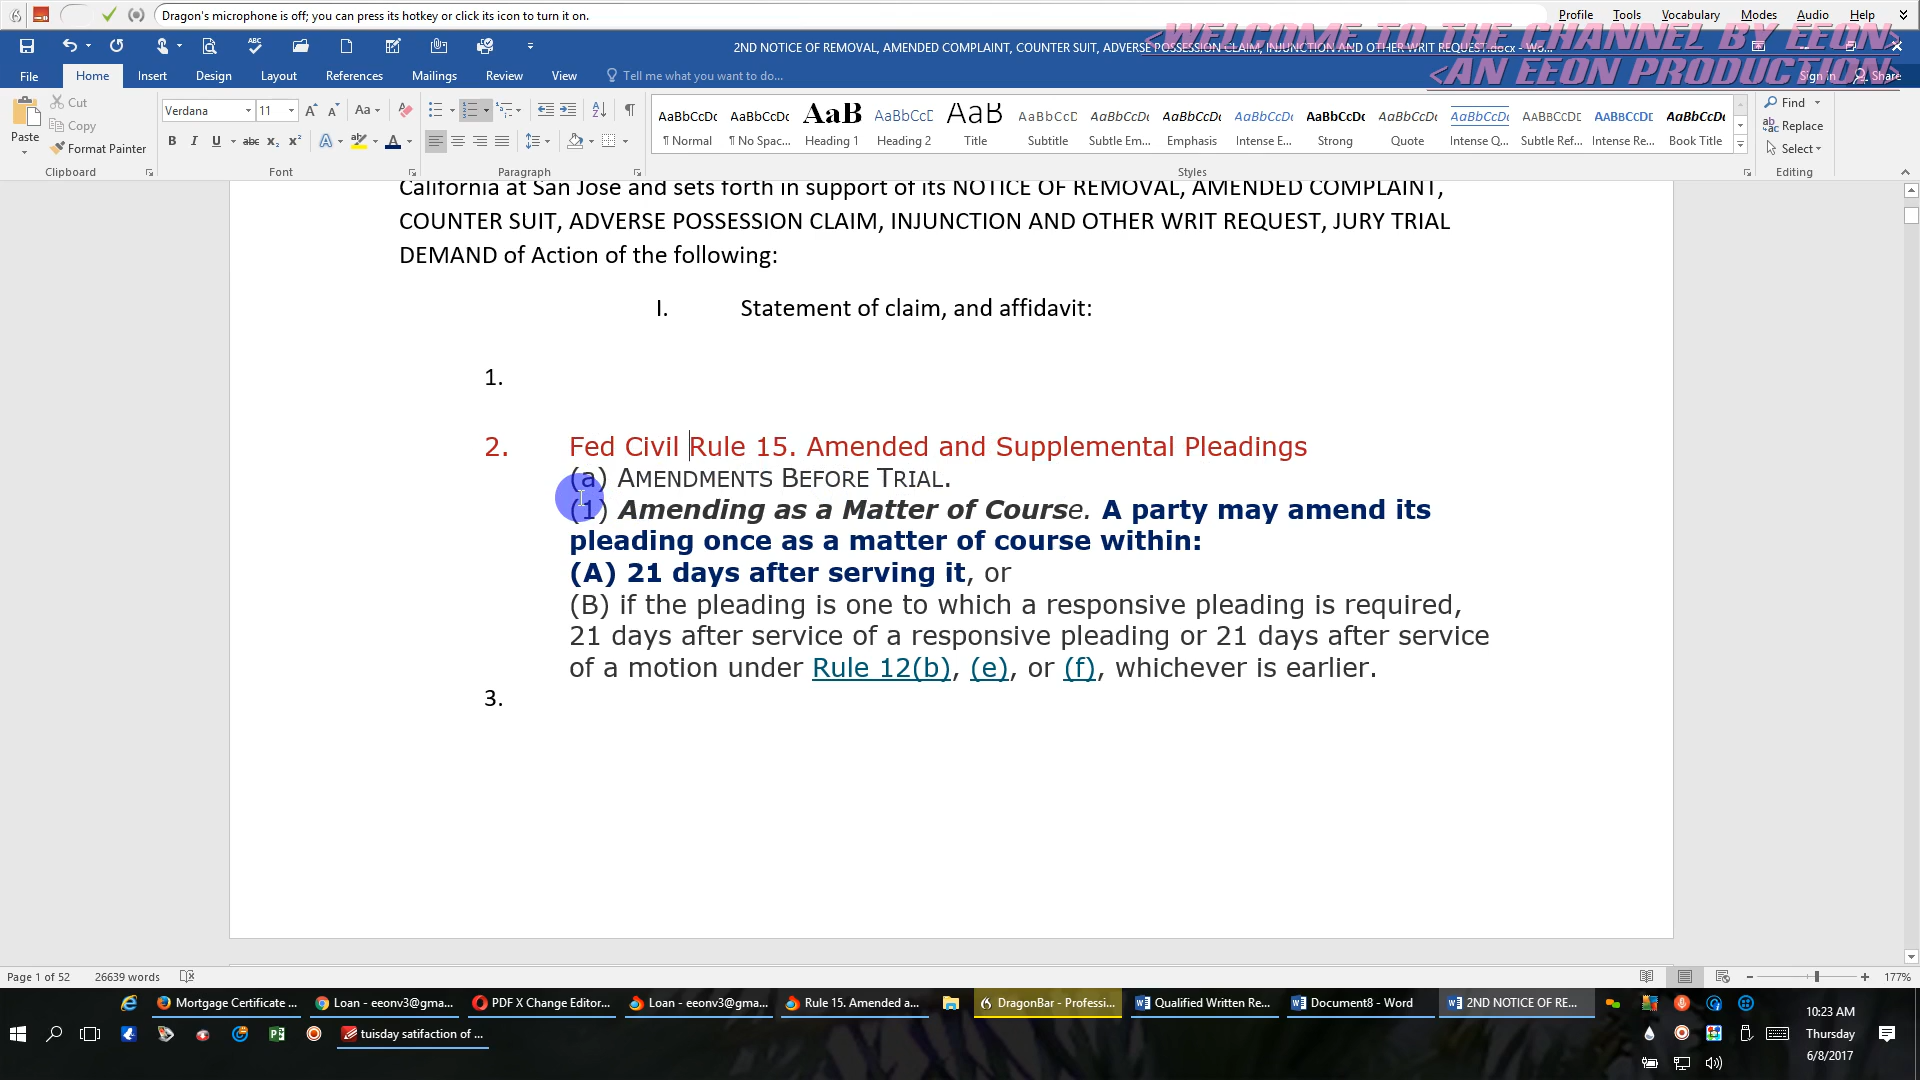 Dragon's microphone is off; you can press its hotkey or click its icon to turn it on.
Profile Tools Vocabulary Modes Audio Help
<WELCOME TO THE CHANNEL BY EEON>
<AN EEON PRODUCTION>
2ND NOTICE OF REMOVAL, AMENDED COMPLAINT, COUNTER SUIT, ADVERSE POSSESSION CLAIM, INJUNCTION AND OTHER WRIT REQUEST.docx - Wo...
File Home Insert Design Layout References Mailings Review View Tell me what you want to do... Sign in Share
Paste Cut
Copy
Format Painter
Clipboard
Verdana 11
Font
Paragraph
AaBbCcDc AaBbCcDc AaB AaBbCcD AaB AaBbCcD AaBbCcDc AaBbCcDc AaBbCcDc AaBbCcDc AaBbCcDc AaBbCcDc AABBCCDD AABBCCDD AaBbCcDc
¶ Normal ¶ No Spac... Heading 1 Heading 2 Title Subtitle Subtle Em... Emphasis Intense E... Strong Quote Intense Q... Subtle Ref... Intense Re... Book Title
Styles
Find
Replace
Select
Editing
California at San Jose and sets forth in support of its NOTICE OF REMOVAL, AMENDED COMPLAINT,
COUNTER SUIT, ADVERSE POSSESSION CLAIM, INJUNCTION AND OTHER WRIT REQUEST, JURY TRIAL
DEMAND of Action of the following:
I. Statement of claim, and affidavit:
1.
2. Fed Civil Rule 15. Amended and Supplemental Pleadings
(a) AMENDMENTS BEFORE TRIAL.
(1) Amending as a Matter of Course. A party may amend its
pleading once as a matter of course within:
(A) 21 days after serving it, or
(B) if the pleading is one to which a responsive pleading is required,
21 days after service of a responsive pleading or 21 days after service
of a motion under Rule 12(b), (e), or (f), whichever is earlier.
3.
Page 1 of 52 26639 words 177%
Mortgage Certificate ... Loan - eeonv3@gma... PDF X Change Editor... Loan - eeonv3@gma... Rule 15. Amended a... DragonBar - Professi... Qualified Written Re... Document8 - Word 2ND NOTICE OF RE...
tuisday satifaction of ...
10:23 AM
Thursday
6/8/2017